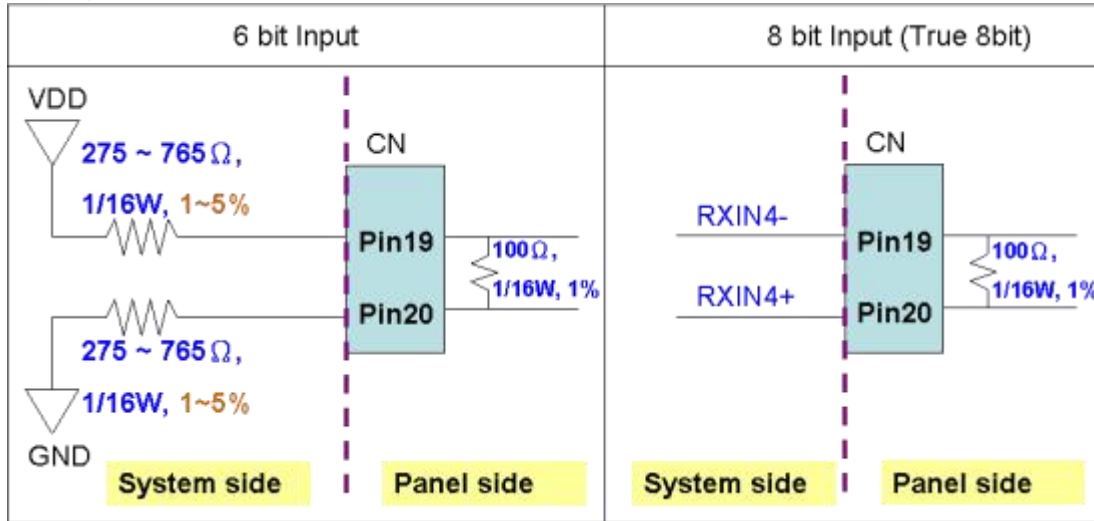 6 bit Input
VDD
275 ~ 765Ω,
1/16W, 1~5%
CN
Pin19
100Ω,
1/16W, 1%
Pin20
275 ~ 765Ω,
1/16W, 1~5%
GND
System side
Panel side
8 bit Input (True 8bit)
CN
RXIN4-
Pin19
100Ω,
1/16W, 1%
RXIN4+
Pin20
System side
Panel side